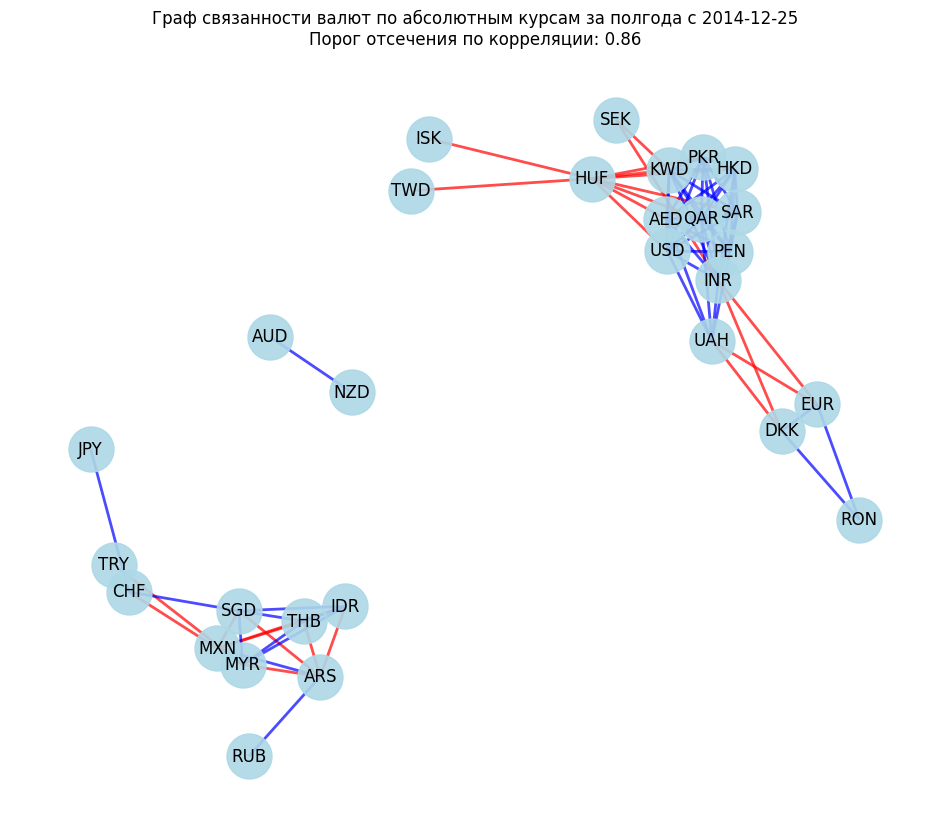 Граф связанности валют по абсолютным курсам за полгода с 2014-12-25
Порог отсечения по корреляции: 0.86
SEK
ISK
PKR
KWD
HKD
HUF
TWD
SAR
AED
QAR
USD
PEN
INR
AUD
UAH
NZD
EUR
DKK
JPY
RON
TRY
CHF
IDR
SGD
THB
MXN
MYR
ARS
RUB